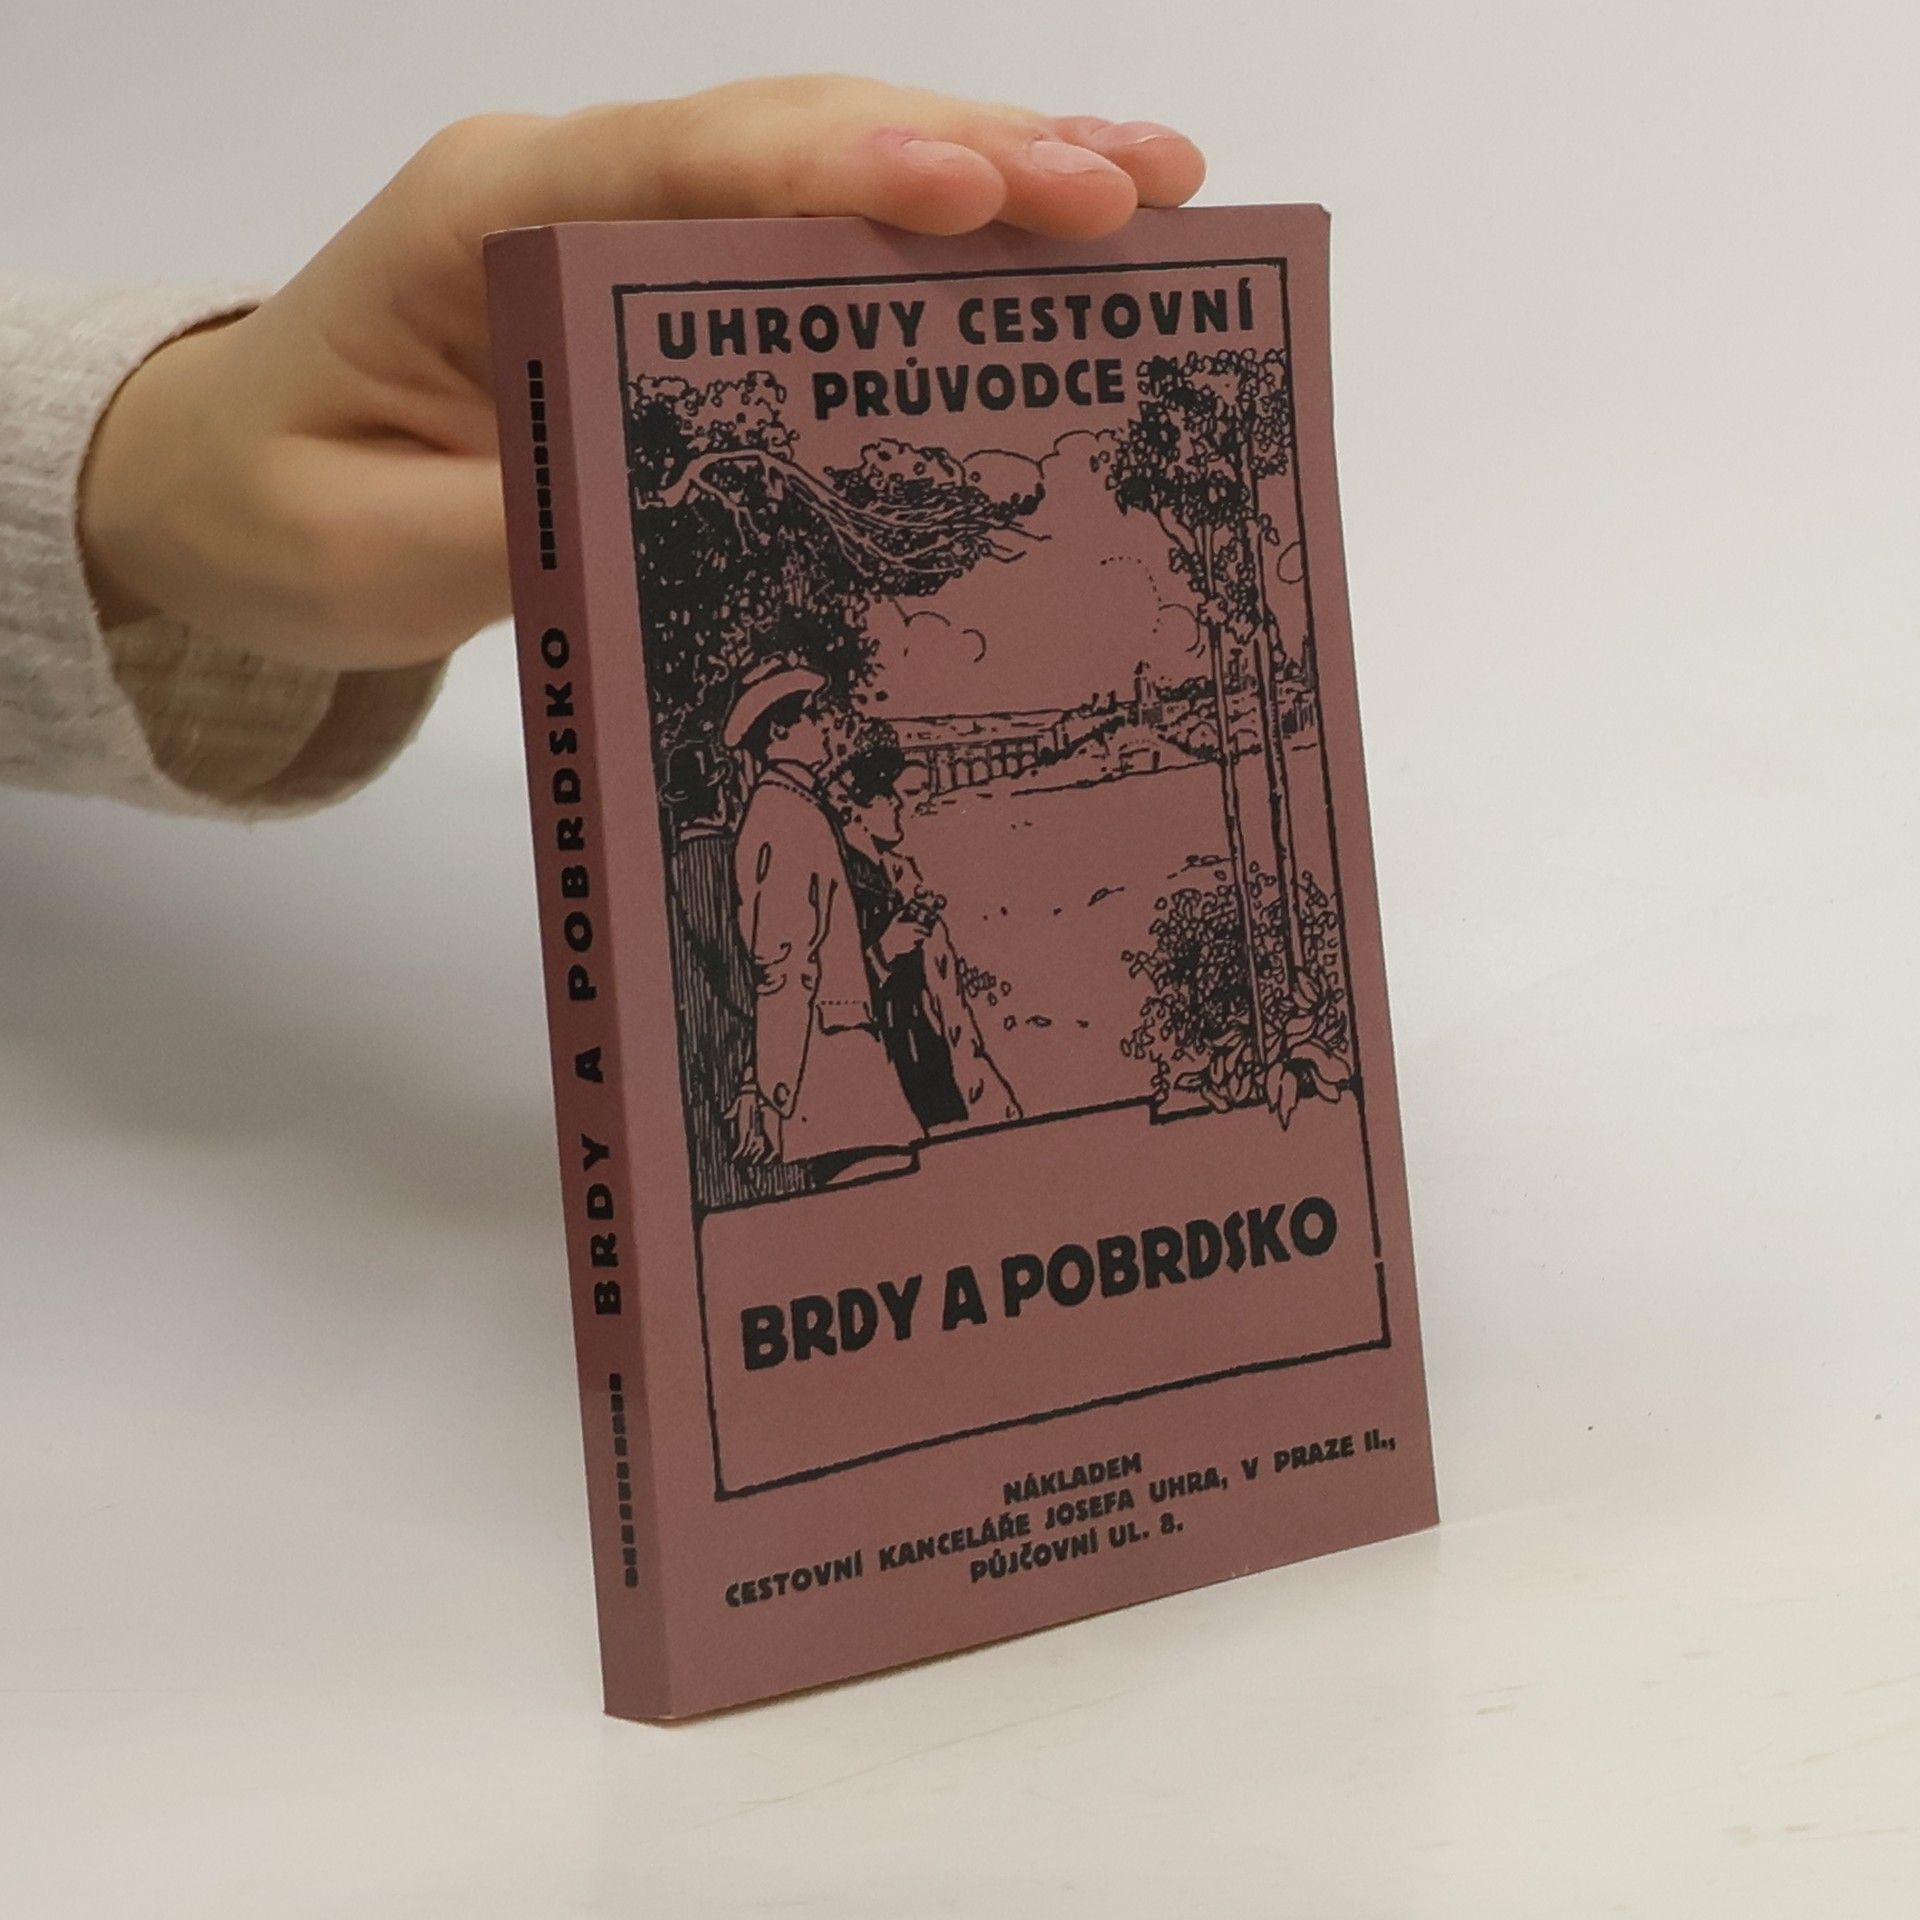 UHROVY CESTOVNÍ
PRŮVODCE
BRDY A POBRDSKO
NÁKLADEM
CESTOVNÍ KANCELÁŘE JOSEFA UHRA, V PRAZE II.,
PŮJČOVNÍ UL. 8.
BRDY A POBRDSKO